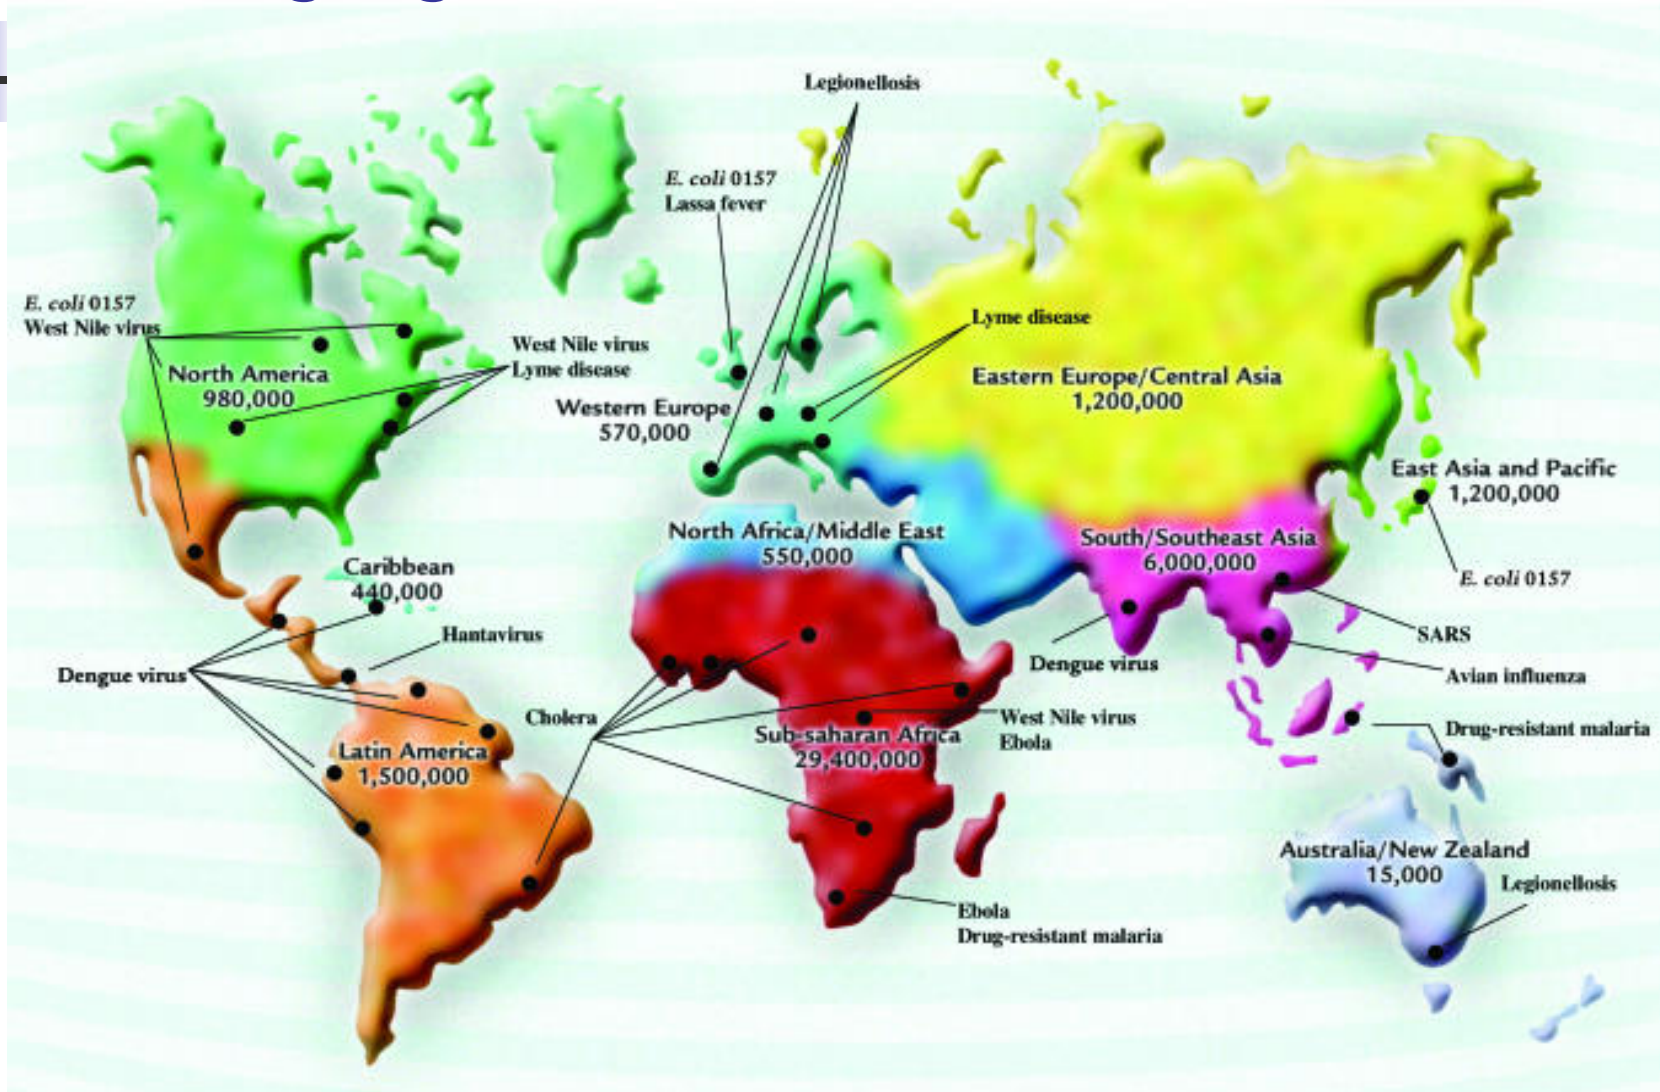 Legionellosis
E. coli 0157
Lassa fever
E. coli 0157
West Nile virus
North America
980,000
West Nile virus
Lyme disease
Lyme disease
Western Europe
570,000
Eastern Europe/Central Asia
1,200,000
East Asia and Pacific
1,200,000
E. coli 0157
North Africa/Middle East
550,000
South/Southeast Asia
6,000,000
Caribbean
440,000
Hantavirus
Dengue virus
Dengue virus
SARS
Avian influenza
Cholera
West Nile virus
Ebola
Sub-saharan Africa
29,400,000
Drug-resistant malaria
Latin America
1,500,000
Australia/New Zealand
15,000
Legionellosis
Ebola
Drug-resistant malaria